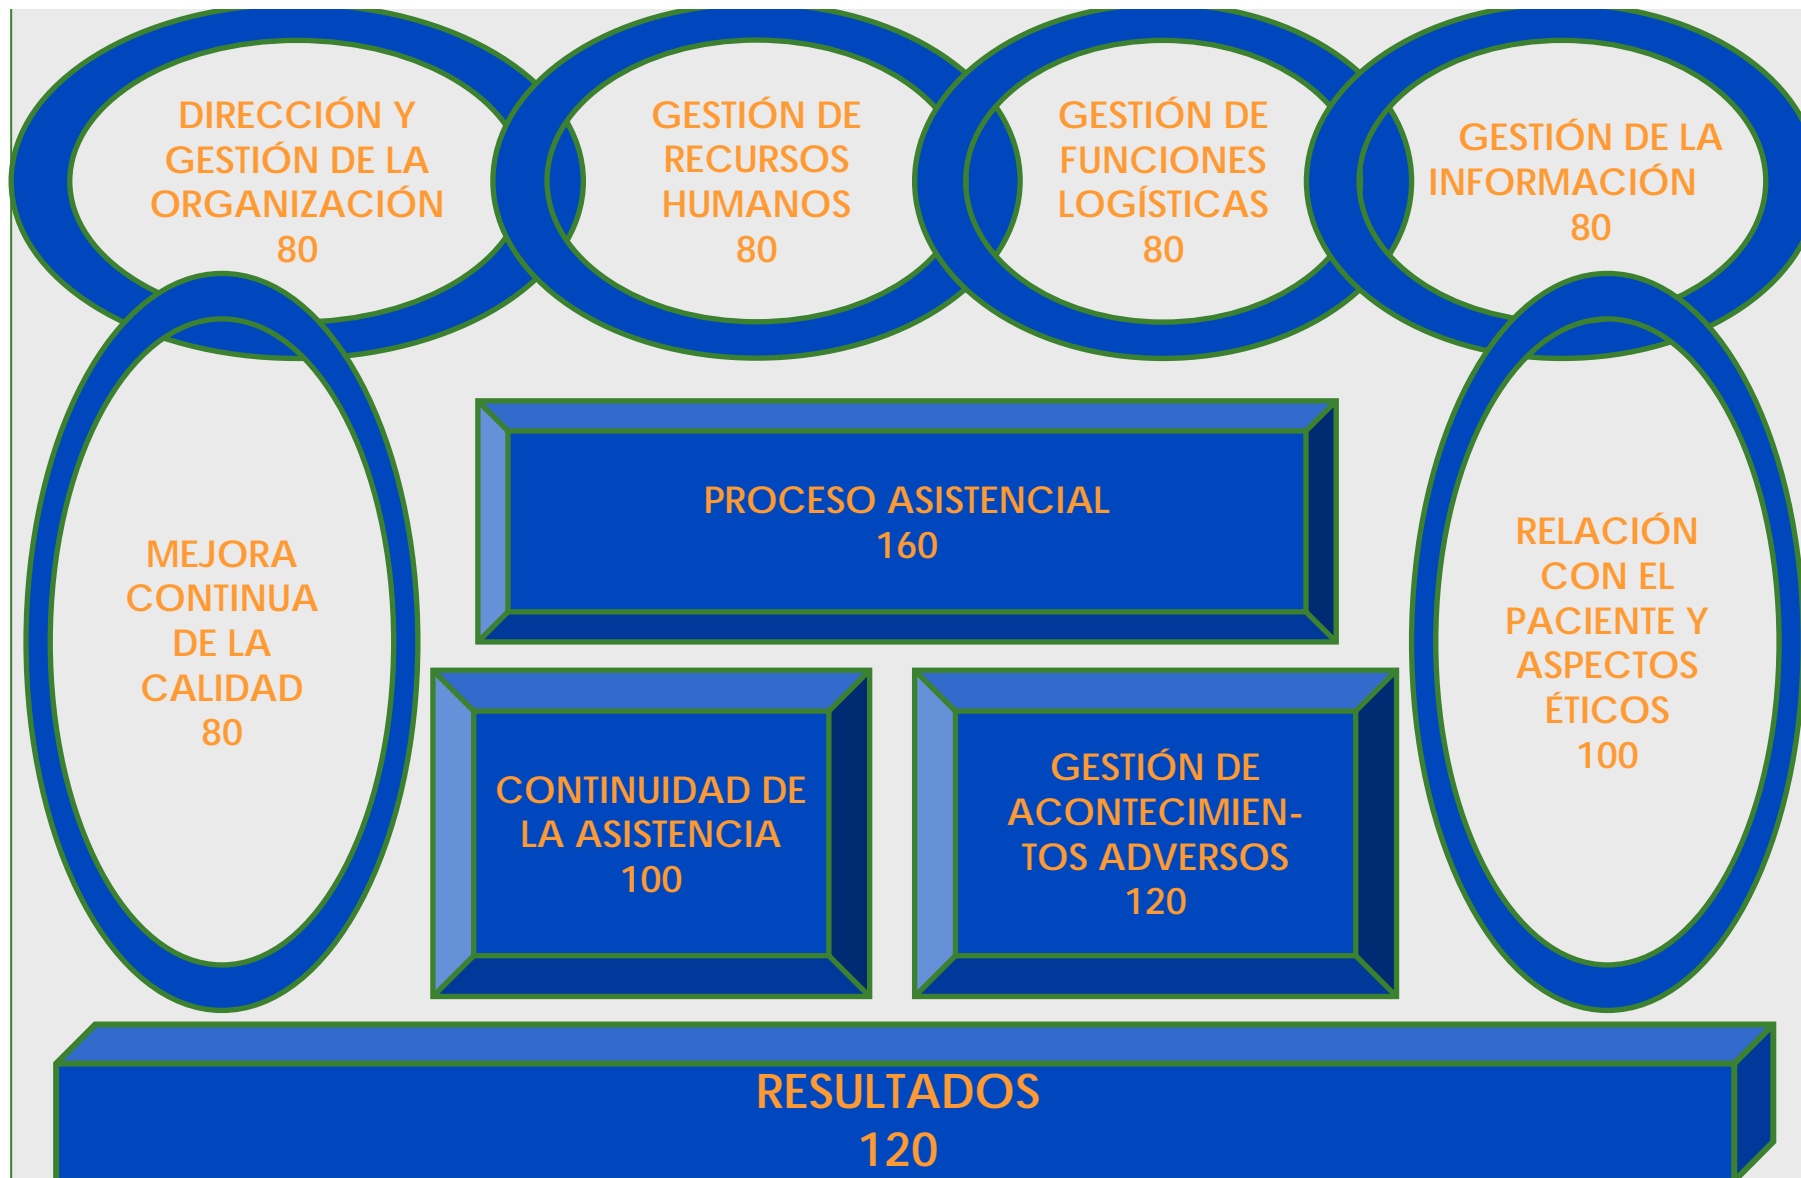 DIRECCIÓN Y
GESTIÓN DE LA
ORGANIZACIÓN
80
GESTIÓN DE
RECURSOS
HUMANOS
80
GESTIÓN DE
FUNCIONES
LOGÍSTICAS
80
GESTIÓN DE LA
INFORMACIÓN
80
MEJORA
CONTINUA
DE LA
CALIDAD
80
PROCESO ASISTENCIAL
160
CONTINUIDAD DE
LA ASISTENCIA
100
GESTIÓN DE
ACONTECIMIEN-
TOS ADVERSOS
120
RELACIÓN
CON EL
PACIENTE Y
ASPECTOS
ÉTICOS
100
RESULTADOS
120